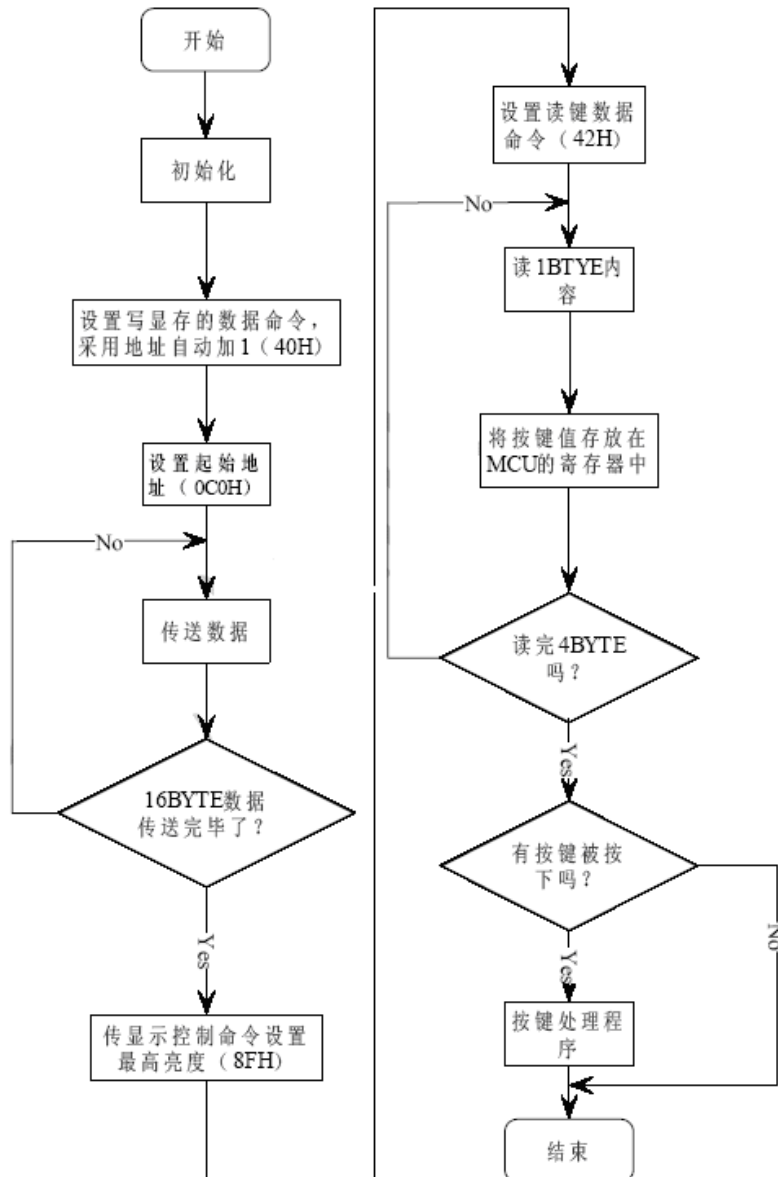 开始
初始化
设置写显存的数据命令,
采用地址自动加1(40H)
设置起始地
址(0C0H)
No
传送数据
16BYTE数据
传送完毕了?
Yes
传显示控制命令设置
最高亮度(8FH)
设置读键数据
命令(42H)
No
读1BTYE内
容
将按键值存放在
MCU的寄存器中
读完4BYTE
吗?
Yes
有按键被按
下吗?
No
Yes
按键处理程
序
结束